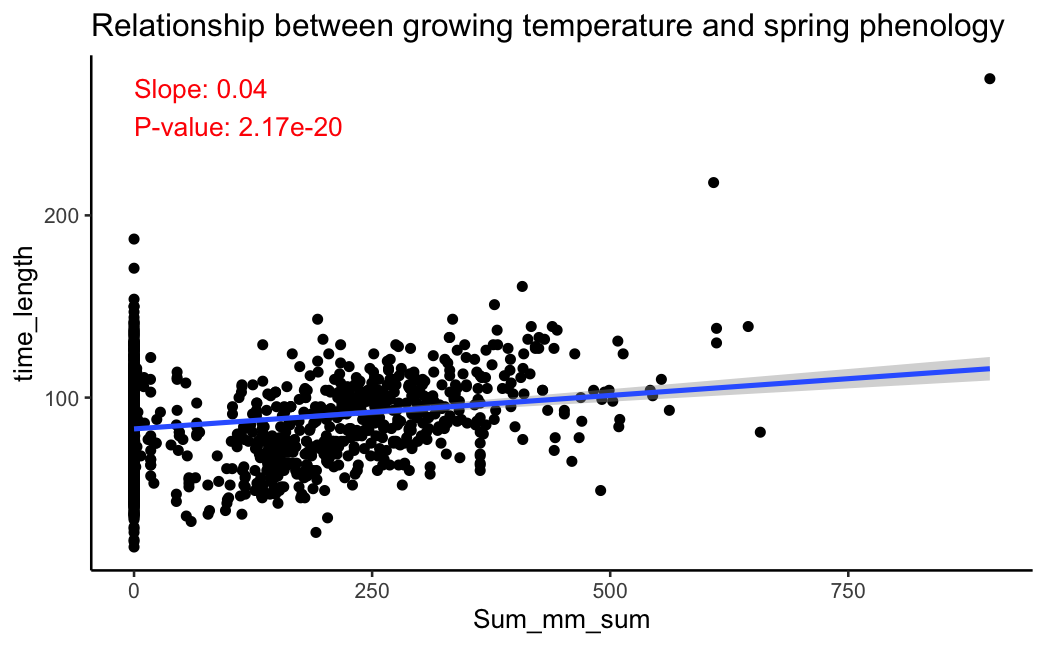 Relationship between growing temperature and spring phenology
Slope: 0.04
P-value: 2.17e-20
time_length
200
100
0
250
500
750
Sum_mm_sum